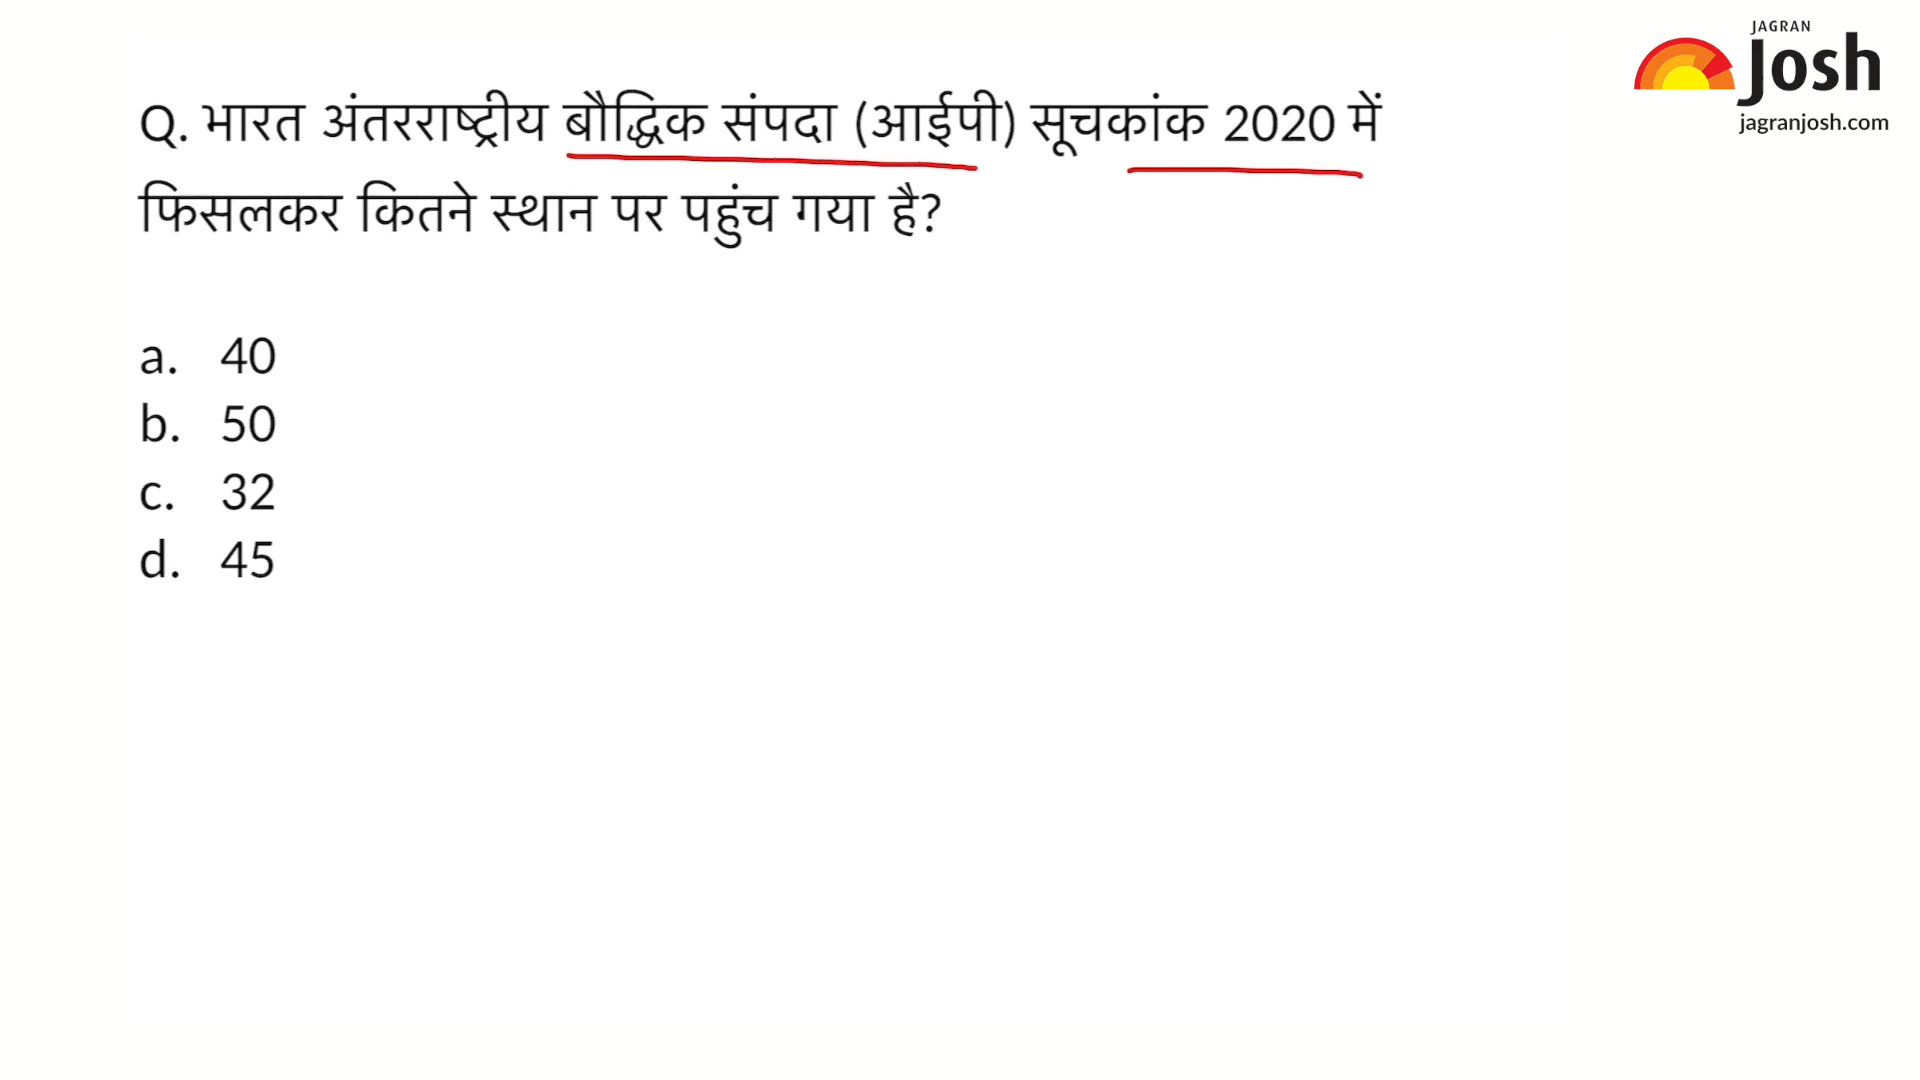 JAGRAN
Josh
jagranjosh.com
Q. भारत अंतरराष्ट्रीय बौद्धिक संपदा (आईपी) सूचकांक 2020 में
फिसलकर कितने स्थान पर पहुंच गया है?
a. 40
b. 50
c. 32
d. 45